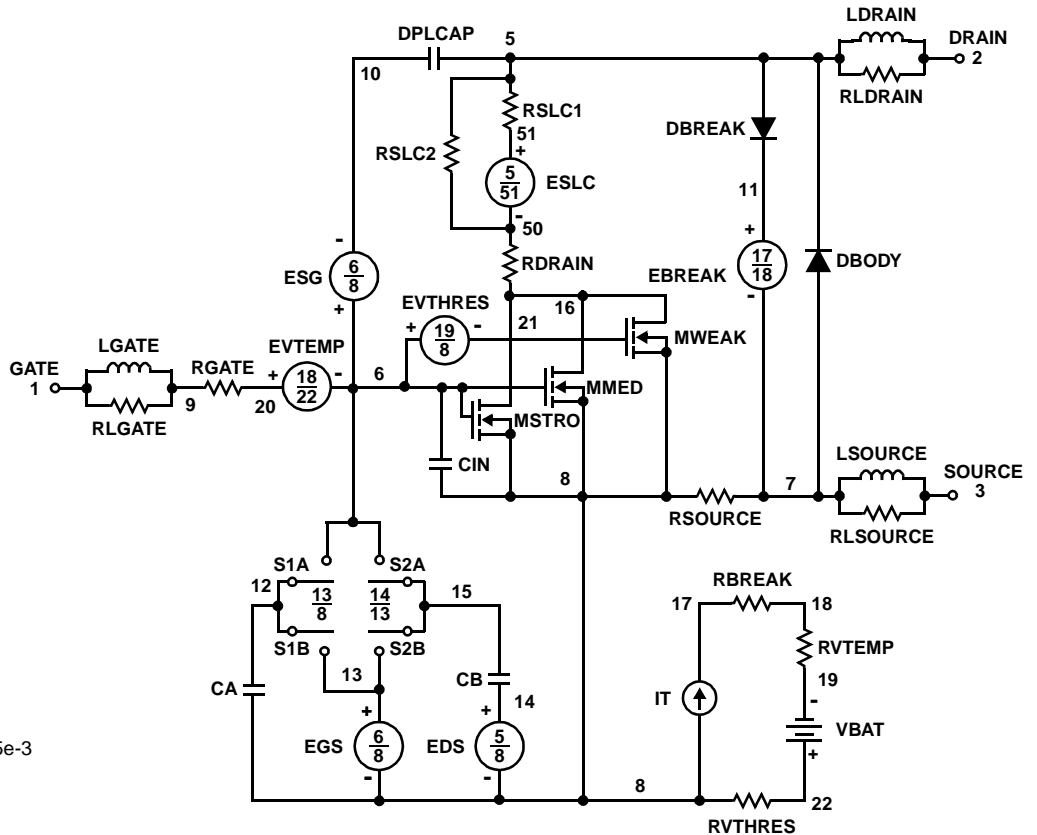 LDRAIN
DPLCAP 5 DRAIN
2
10
RLDRAIN
RSLC1
51
DBREAK
RSLC2
+
5
51
ESLC
11
-
50
+
-
17
18
DBODY
RDRAIN
EBREAK
6
8
ESG
-
EVTHRES
16
+
+
19
8
-
21
MWEAK
LGATE
EVTEMP
GATE
1
RGATE
+
18
22
-
6
MMED
9
20
RLGATE
MSTRO
CIN
LSOURCE
8
7
SOURCE
3
RSOURCE
RLSOURCE
S1A
S2A
12
13
8
14
13
15
RBREAK
17
18
S1B
S2B
RVTEMP
13
CB
19
CA
14
IT
-
VBAT
+
+
EGS
6
8
EDS
5
8
+
-
-
8
22
RVTHRES
5e-3